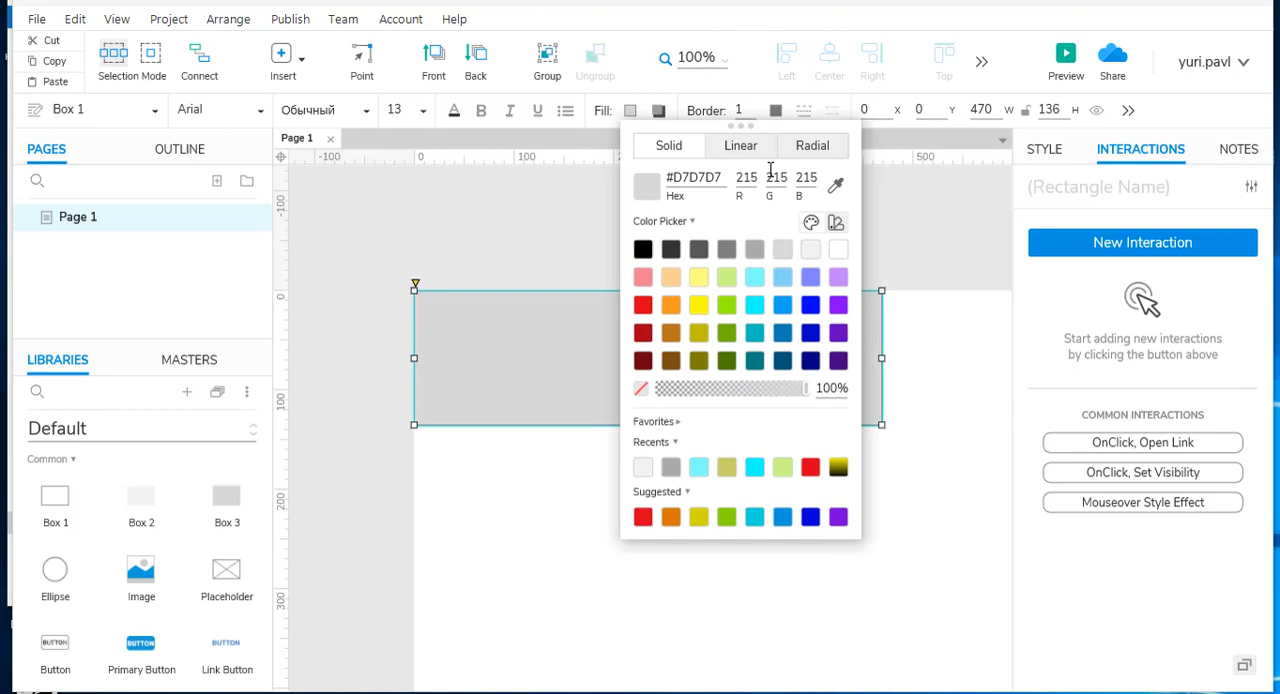 File Edit View Project Arrange Publish Team Account Help
Cut
Copy
Paste
Selection Mode Connect Insert Point Front Back Group Ungroup 100% Left Center Right Top Preview Share yuri.pavl
Box 1 Arial Обычный 13 Fill: Border: 1 0 X 0 Y 470 W 136 H
PAGES OUTLINE
Page 1
Page 1
-100 0 100 500
-100
0
100
200
300
Solid Linear Radial
#D7D7D7 215 215 215
Hex R G B
Color Picker
100%
Favorites
Recents
Suggested
STYLE INTERACTIONS NOTES
(Rectangle Name)
New Interaction
Start adding new interactions
by clicking the button above
COMMON INTERACTIONS
OnClick, Open Link
OnClick, Set Visibility
Mouseover Style Effect
LIBRARIES MASTERS
Default
Common
Box 1 Box 2 Box 3
Ellipse Image Placeholder
BUTTON BUTTON BUTTON
Button Primary Button Link Button